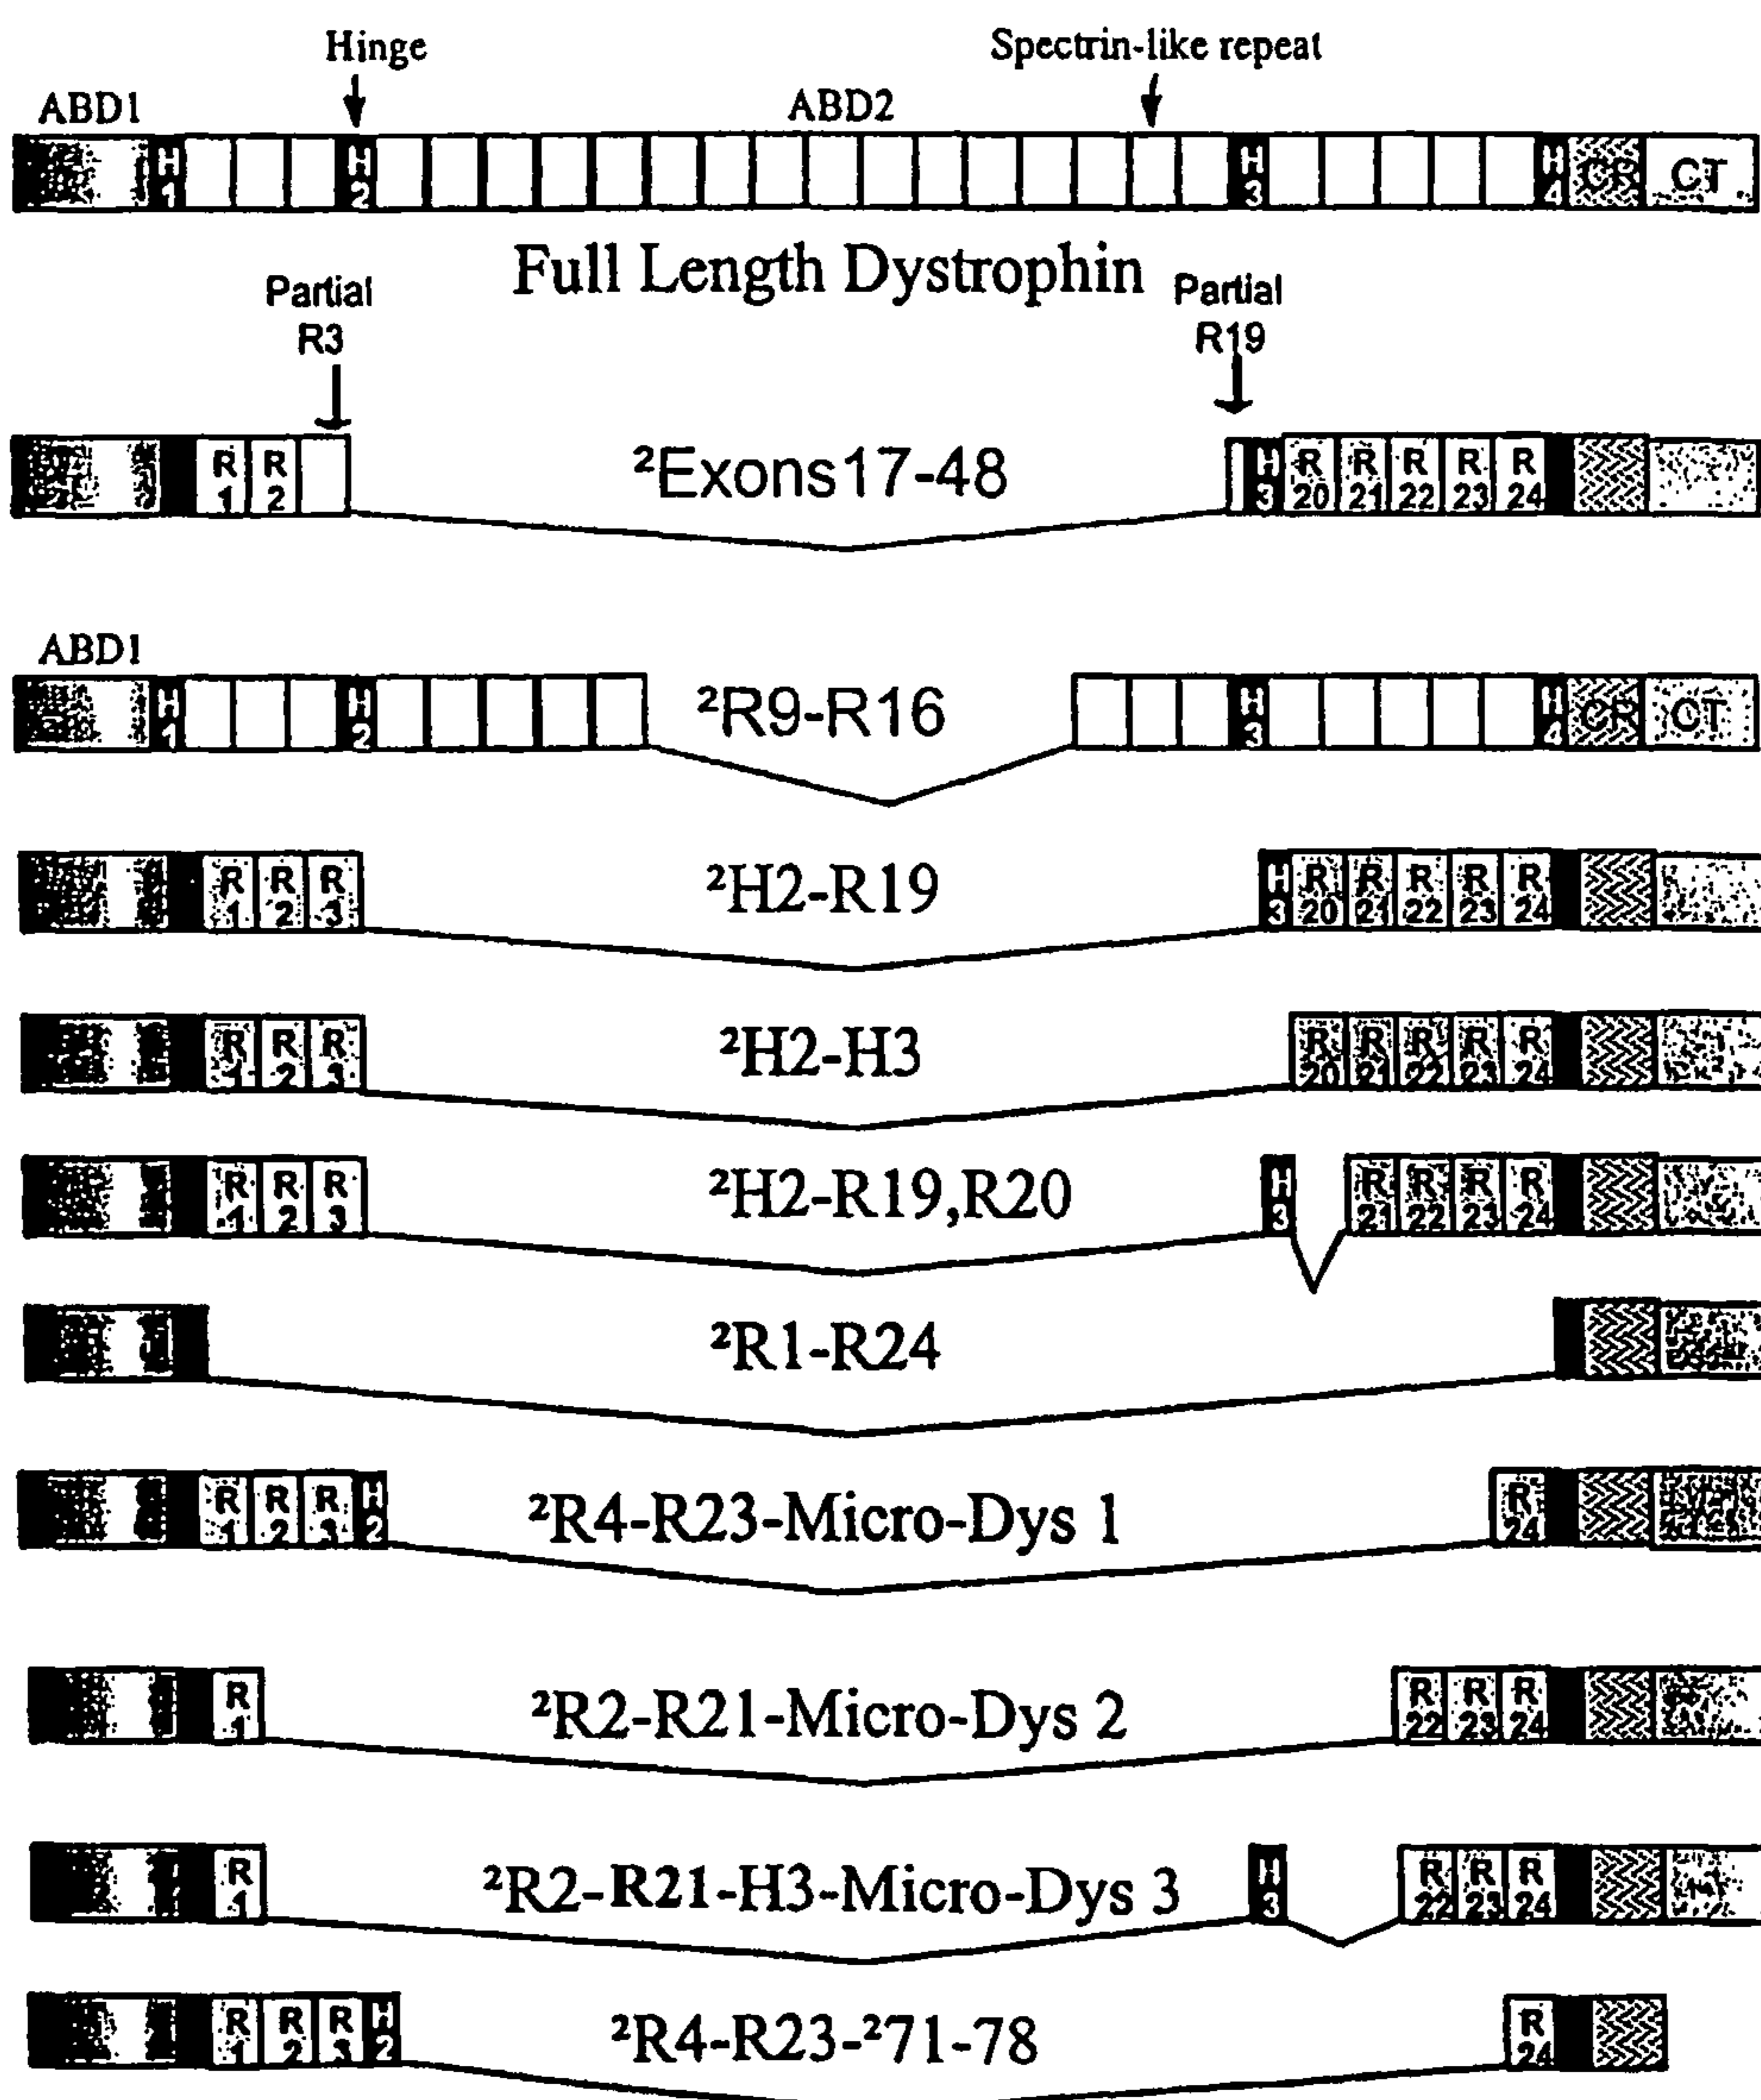 Hinge
Spectrin-like repeat
ABD1
ABD2
H 1
H 2
H 3
H 4
CR
CT
Full Length Dystrophin
Partial R3
Partial R19
R 1
R 2
²Exons17-48
H 3
R 20
R 21
R 22
R 23
R 24
ABD1
H 1
H 2
²R9-R16
H 3
H 4
CR
CT
R 1
R 2
R 3
²H2-R19
H 3
R 20
R 21
R 22
R 23
R 24
R 1
R 2
R 3
²H2-H3
R 20
R 21
R 22
R 23
R 24
R 1
R 2
R 3
²H2-R19,R20
H 3
R 21
R 22
R 23
R 24
²R1-R24
R 1
R 2
R 3
H 2
²R4-R23-Micro-Dys 1
R 24
R 1
²R2-R21-Micro-Dys 2
R 22
R 23
R 24
R 1
²R2-R21-H3-Micro-Dys 3
H 3
R 22
R 23
R 24
R 1
R 2
R 3
H 2
²R4-R23-²71-78
R 24